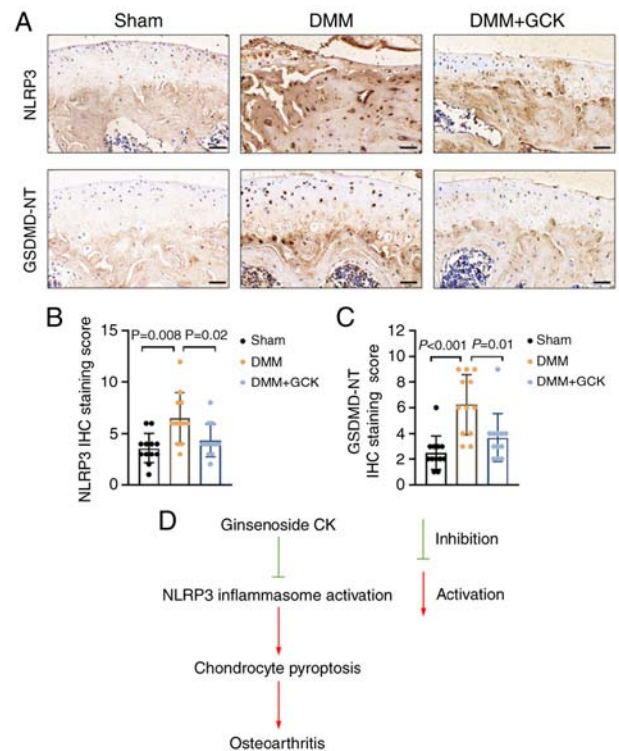 A
Sham
DMM
DMM+GCK
NLRP3
GSDMD-NT
B
NLRP3 IHC staining score
15
10
5
0
P=0.008
P=0.02
Sham
DMM
DMM+GCK
C
GSDMD-NT
IHC staining score
12
10
8
6
4
2
0
P<0.001
P=0.01
Sham
DMM
DMM+GCK
D
Ginsenoside CK
NLRP3 inflammasome activation
Chondrocyte pyroptosis
Osteoarthritis
Inhibition
Activation